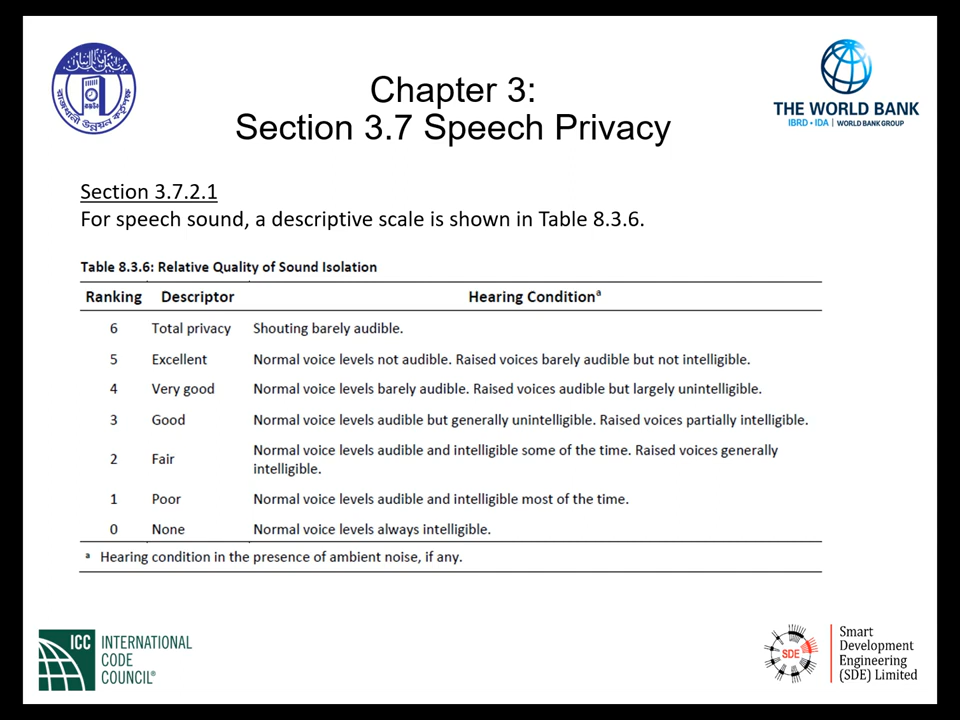 Chapter 3:
Section 3.7 Speech Privacy
THE WORLD BANK
IBRD • IDA | WORLD BANK GROUP
Section 3.7.2.1
For speech sound, a descriptive scale is shown in Table 8.3.6.
Table 8.3.6: Relative Quality of Sound Isolation
Ranking Descriptor Hearing Conditionᵃ
6 Total privacy Shouting barely audible.
5 Excellent Normal voice levels not audible. Raised voices barely audible but not intelligible.
4 Very good Normal voice levels barely audible. Raised voices audible but largely unintelligible.
3 Good Normal voice levels audible but generally unintelligible. Raised voices partially intelligible.
2 Fair Normal voice levels audible and intelligible some of the time. Raised voices generally
intelligible.
1 Poor Normal voice levels audible and intelligible most of the time.
0 None Normal voice levels always intelligible.
ᵃ Hearing condition in the presence of ambient noise, if any.
ICC INTERNATIONAL
CODE
COUNCIL®
SDE
Smart
Development
Engineering
(SDE) Limited